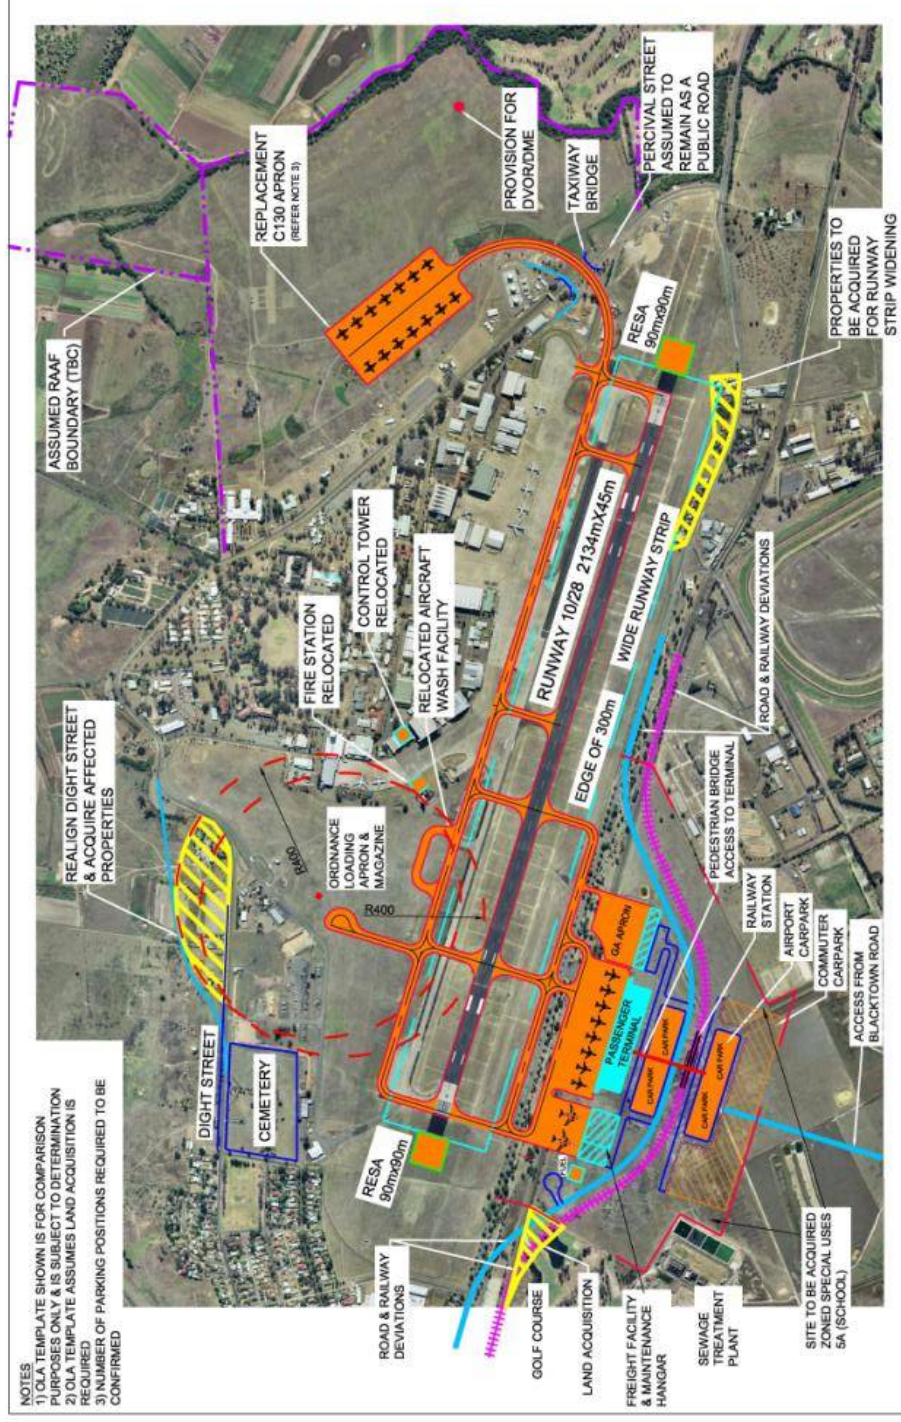 NOTES
1) OLA TEMPLATE SHOWN IS FOR COMPARISON
PURPOSES ONLY & IS SUBJECT TO DETERMINATION
2) OLA TEMPLATE ASSUMES LAND ACQUISITION IS
REQUIRED
3) NUMBER OF PARKING POSITIONS REQUIRED TO BE
CONFIRMED
DIGHT STREET
CEMETERY
REALIGN DIGHT STREET
& ACQUIRE AFFECTED
PROPERTIES
ASSUMED RAAF
BOUNDARY (TBC)
REPLACEMENT
C130 APRON
(REFER NOTE 3)
PROVISION FOR
DVOR/DME
TAXIWAY
BRIDGE
PERCIVAL STREET
ASSUMED TO
REMAIN AS A
PUBLIC ROAD
R400
ORDNANCE
LOADING
APRON &
MAGAZINE
R400
FIRE STATION
RELOCATED
CONTROL TOWER
RELOCATED
RELOCATED AIRCRAFT
WASH FACILITY
RESA
90mx90m
RUNWAY 10/28 2134mX45m
RESA
90mx90m
EDGE OF 300m
WIDE RUNWAY STRIP
PROPERTIES TO
BE ACQUIRED
FOR RUNWAY
STRIP WIDENING
ROAD & RAILWAY
DEVIATIONS
GOLF COURSE
LAND ACQUISITION
FUEL
FREIGHT FACILITY
& MAINTENANCE
HANGAR
PASSENGER
TERMINAL
GA APRON
CAR PARK
CAR PARK
CAR PARK
CAR PARK
SEWAGE
TREATMENT
PLANT
SITE TO BE ACQUIRED
ZONED SPECIAL USES
5A (SCHOOL)
ROAD & RAILWAY DEVIATIONS
PEDESTRIAN BRIDGE
ACCESS TO TERMINAL
RAILWAY
STATION
AIRPORT
CARPARK
COMMUTER
CARPARK
ACCESS FROM
BLACKTOWN ROAD